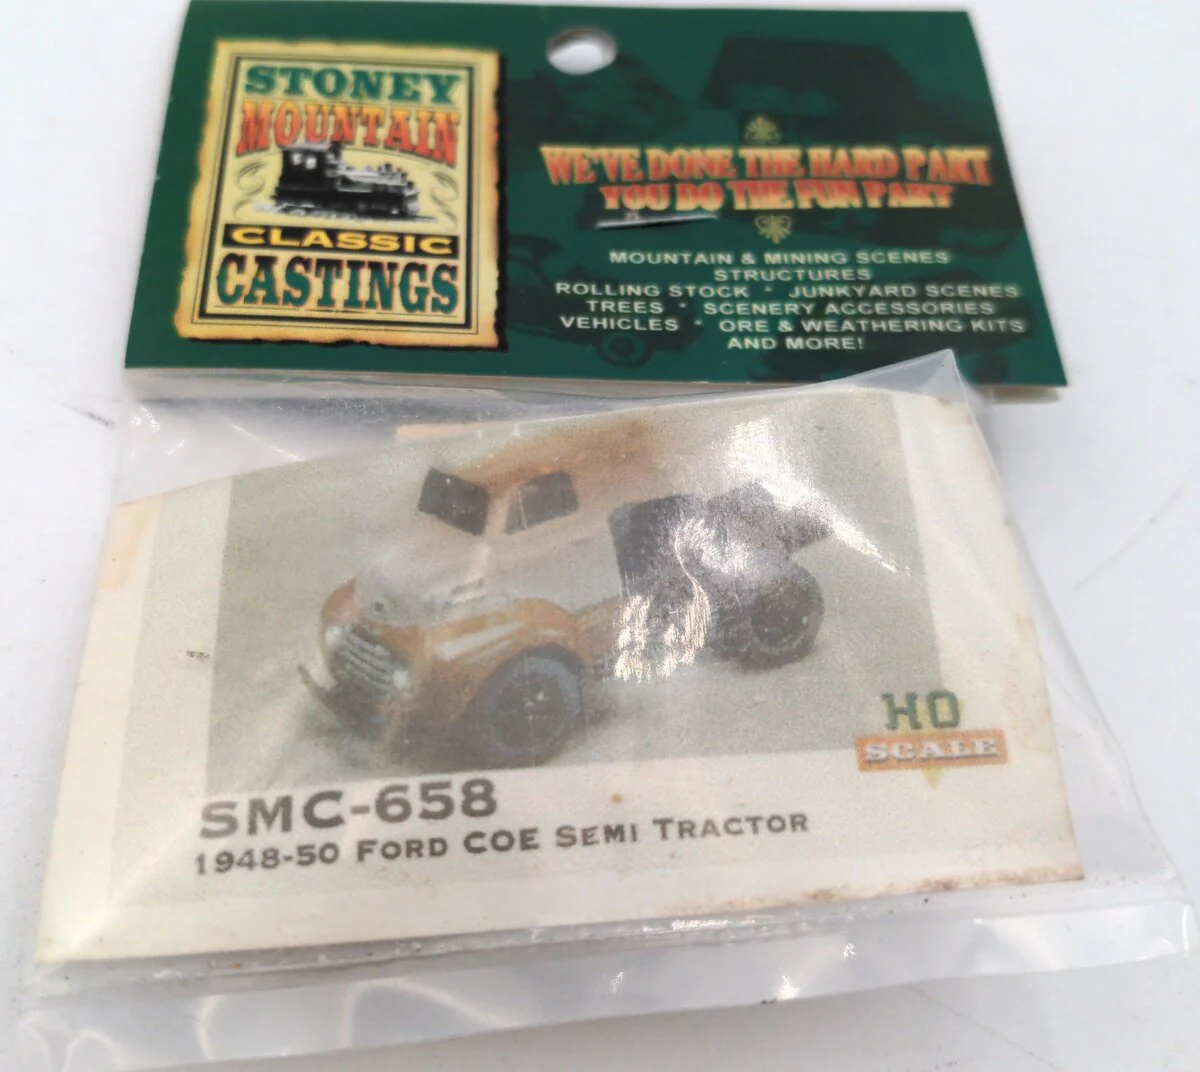 STONEY
MOUNTAIN
CLASSIC
CASTINGS
WE'VE DONE THE HARD PART
YOU DO THE FUN PART
MOUNTAIN & MINING SCENES
STRUCTURES
ROLLING STOCK * JUNKYARD SCENES
TREES * SCENERY ACCESSORIES
VEHICLES * ORE & WEATHERING KITS
AND MORE!
HO
SCALE
SMC-658
1948-50 FORD COE SEMI TRACTOR